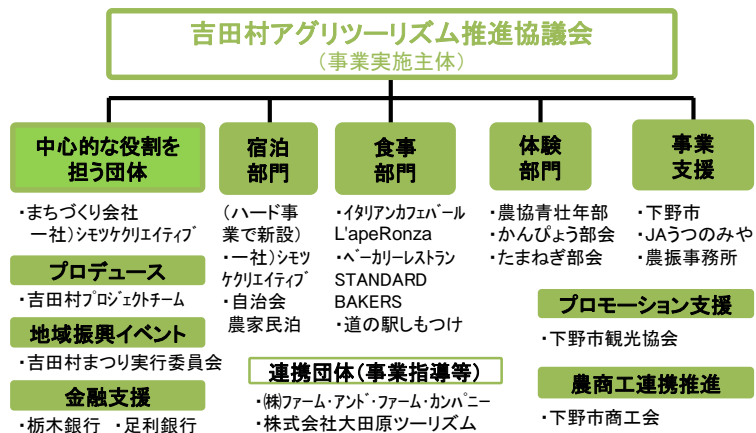 吉田村アグリツーリズム推進協議会
（事業実施主体）
中心的な役割を
担う団体
・まちづくり会社
一社）ｼﾓﾂｹｸﾘｴｲﾃｨﾌﾞ
プロデュース
・吉田村ﾌﾟﾛｼﾞｪｸﾄﾁｰﾑ
地域振興イベント
・吉田村まつり実行委員会
金融支援
・栃木銀行 ・足利銀行
宿泊
部門
（ハード事
業で新設）
・一社）ｼﾓﾂ
ｹｸﾘｴｲﾃｨﾌﾞ
・自治会
農家民泊
食事
部門
・ｲﾀﾘｱﾝｶﾌｪﾊﾞｰﾙ
L'apeRonza
・ﾍﾞｰｶﾘｰﾚｽﾄﾗﾝ
STANDARD
BAKERS
・道の駅しもつけ
体験
部門
・農協青壮年部
・かんぴょう部会
・たまねぎ部会
事業
支援
・下野市
・JAうつのみや
・農振事務所
プロモーション支援
・下野市観光協会
農商工連携推進
・下野市商工会
連携団体（事業指導等）
・㈱ﾌｧｰﾑ･ｱﾝﾄﾞ･ﾌｧｰﾑ･ｶﾝﾊﾟﾆｰ
・株式会社大田原ツーリズム